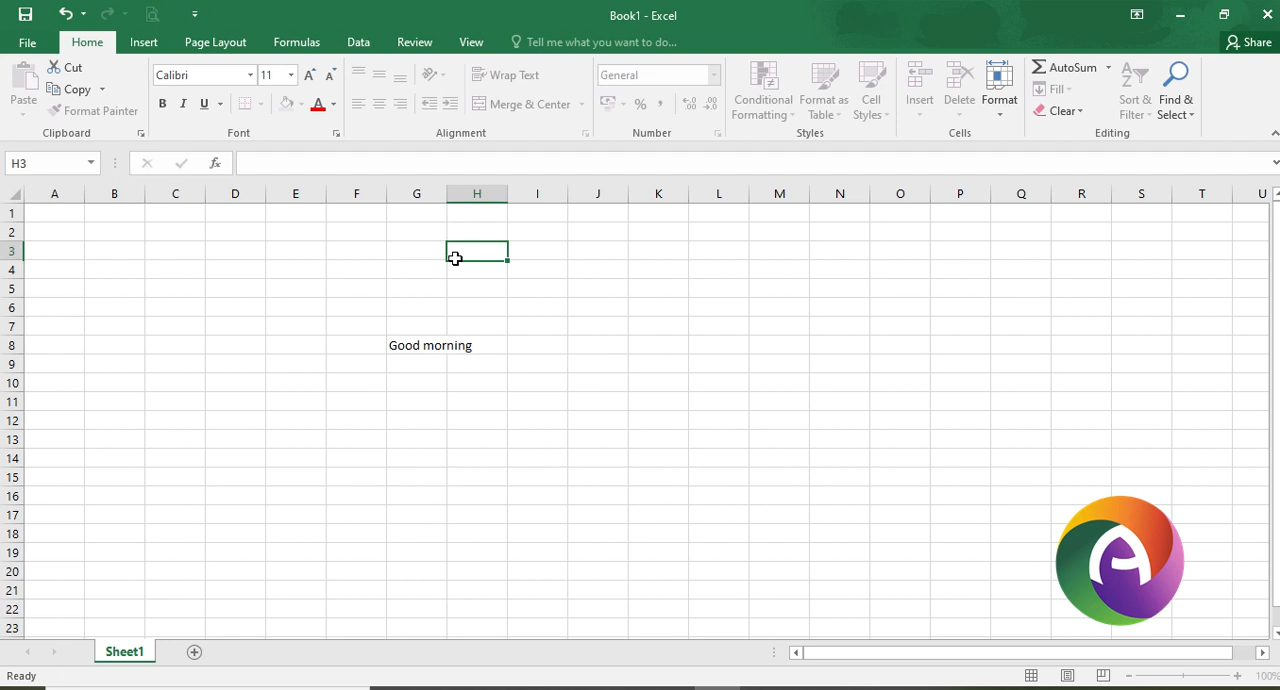 Book1 - Excel
File Home Insert Page Layout Formulas Data Review View Tell me what you want to do... Share
Paste Cut Copy Format Painter Clipboard
Calibri 11 A A B I U A Font
Wrap Text Merge & Center Alignment
General % , Number
Conditional Formatting Format as Table Cell Styles Styles
Insert Delete Format Cells
AutoSum Fill Clear Sort & Filter Find & Select Editing
H3 fx
A B C D E F G H I J K L M N O P Q R S T U
1
2
3
4
5
6
7
8 Good morning
9
10
11
12
13
14
15
16
17
18
19
20
21
22
23
A
Sheet1
Ready 100%